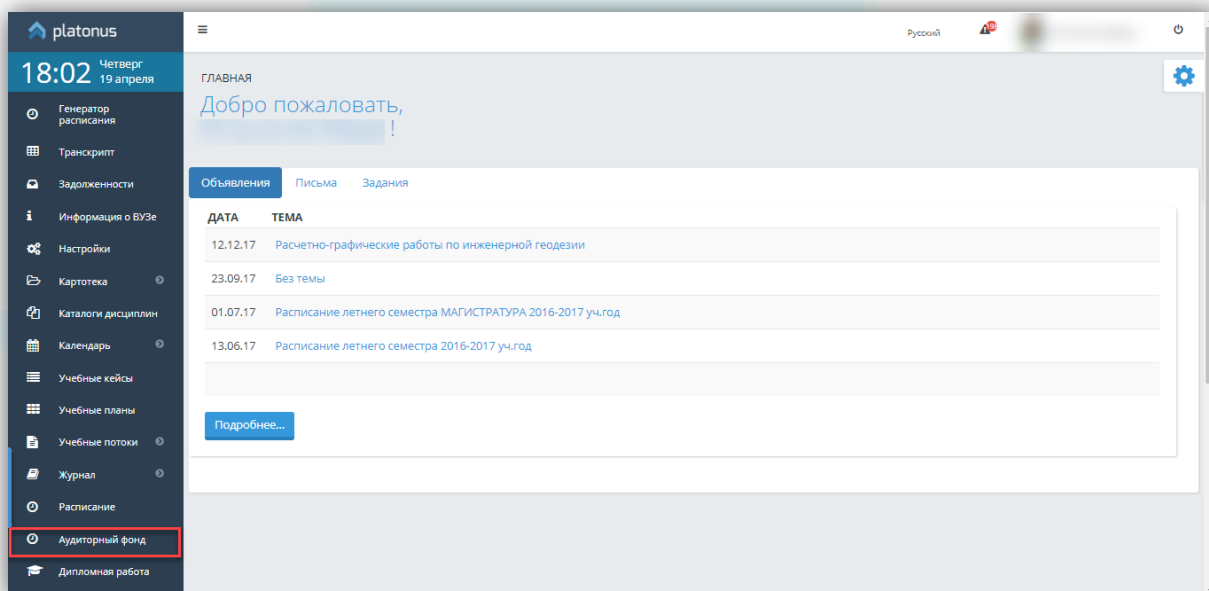 platonus
Русский
18:02 Четверг
19 апреля
ГЛАВНАЯ
Добро пожаловать,
!
Генератор
расписания
Транскрипт
Задолженности
Информация о ВУЗе
Настройки
Картотека
Каталоги дисциплин
Календарь
Учебные кейсы
Учебные планы
Учебные потоки
Журнал
Расписание
Аудиторный фонд
Дипломная работа
Объявления Письма Задания
ДАТА ТЕМА
12.12.17 Расчетно-графические работы по инженерной геодезии
23.09.17 Без темы
01.07.17 Расписание летнего семестра МАГИСТРАТУРА 2016-2017 уч.год
13.06.17 Расписание летнего семестра 2016-2017 уч.год
Подробнее...